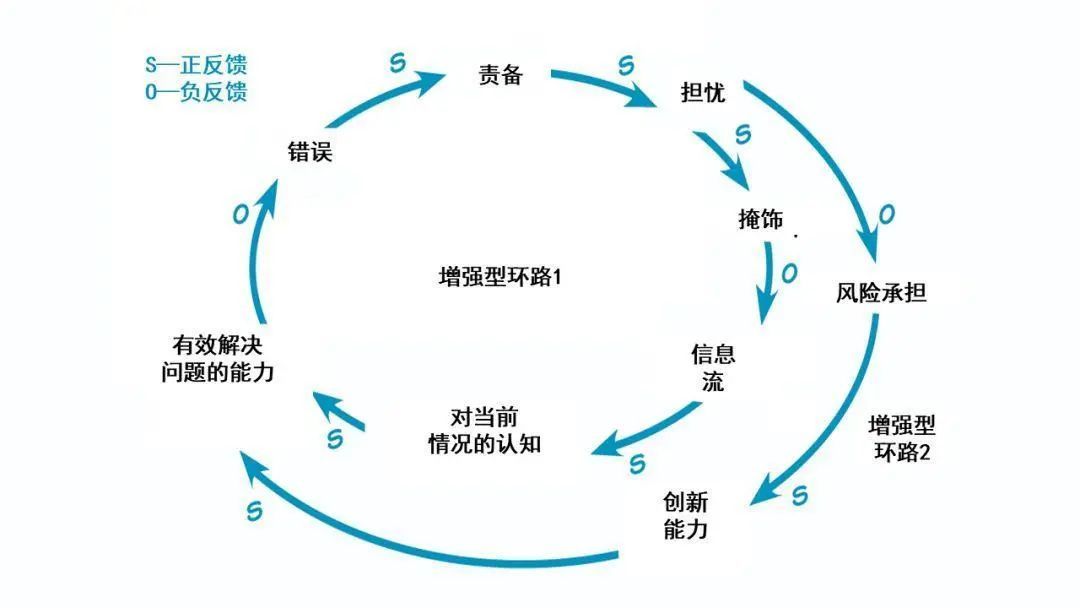 S—正反馈
O—负反馈
S
责备
S
担忧
S
错误
掩饰
O
O
O
增强型环路1
风险承担
有效解决
问题的能力
信息
流
对当前
情况的认知
S
S
增强型
环路2
创新
能力
S
S